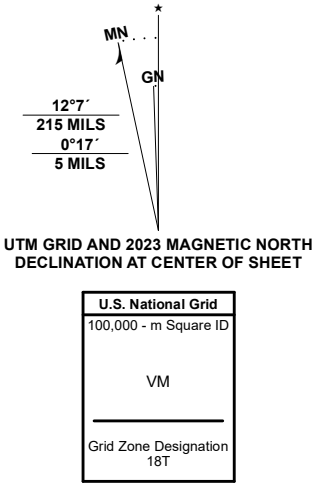 MN
GN
12°7´
215 MILS
0°17´
5 MILS
UTM GRID AND 2023 MAGNETIC NORTH
DECLINATION AT CENTER OF SHEET
U.S. National Grid
100,000 - m Square ID
VM
Grid Zone Designation
18T